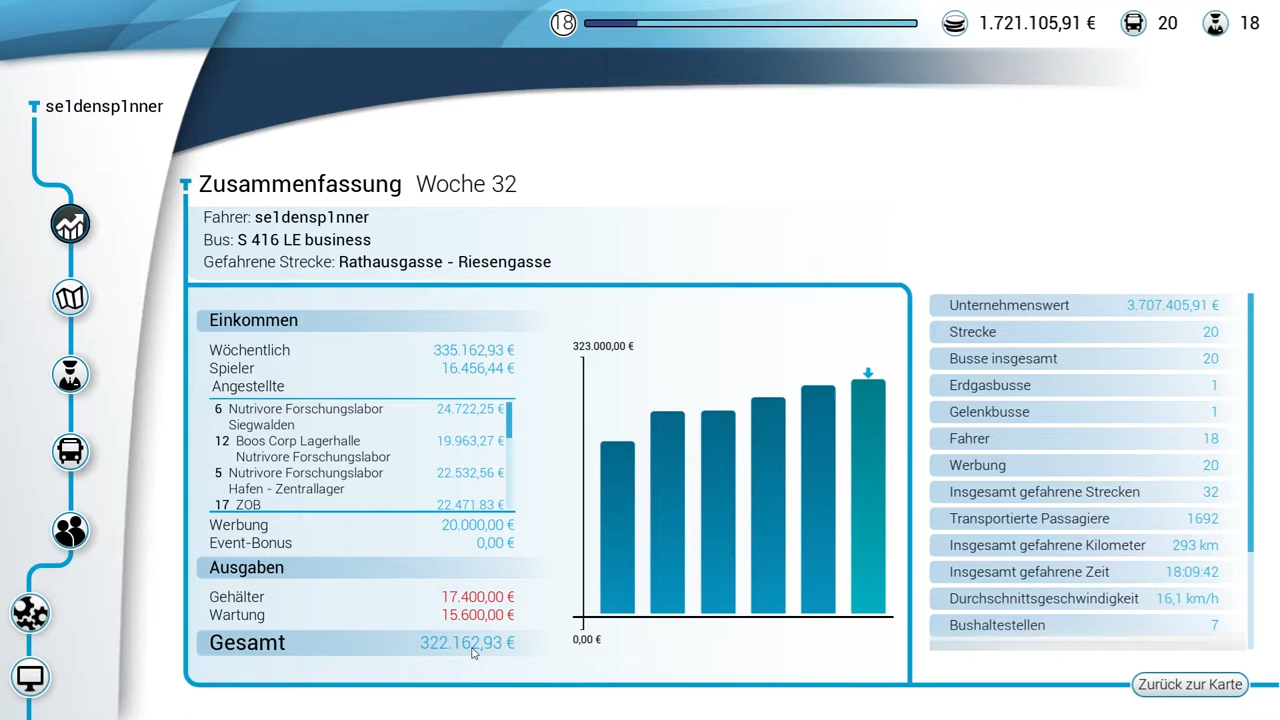 18
1.721.105,91 €
20
18
se1densp1nner
Zusammenfassung Woche 32
Fahrer: se1densp1nner
Bus: S 416 LE business
Gefahrene Strecke: Rathausgasse - Riesengasse
Einkommen
Wöchentlich 335.162,93 €
Spieler 16.456,44 €
Angestellte
6 Nutrivore Forschungslabor 24.722,25 €
Siegwalden
12 Boos Corp Lagerhalle 19.963,27 €
Nutrivore Forschungslabor
5 Nutrivore Forschungslabor 22.532,56 €
Hafen - Zentrallager
17 ZOB 22.471,83 €
Werbung 20.000,00 €
Event-Bonus 0,00 €
Ausgaben
Gehälter 17.400,00 €
Wartung 15.600,00 €
Gesamt 322.162,93 €
323.000,00 €
0,00 €
Unternehmenswert 3.707.405,91 €
Strecke 20
Busse insgesamt 20
Erdgasbusse 1
Gelenkbusse 1
Fahrer 18
Werbung 20
Insgesamt gefahrene Strecken 32
Transportierte Passagiere 1692
Insgesamt gefahrene Kilometer 293 km
Insgesamt gefahrene Zeit 18:09:42
Durchschnittsgeschwindigkeit 16,1 km/h
Bushaltestellen 7
Zurück zur Karte